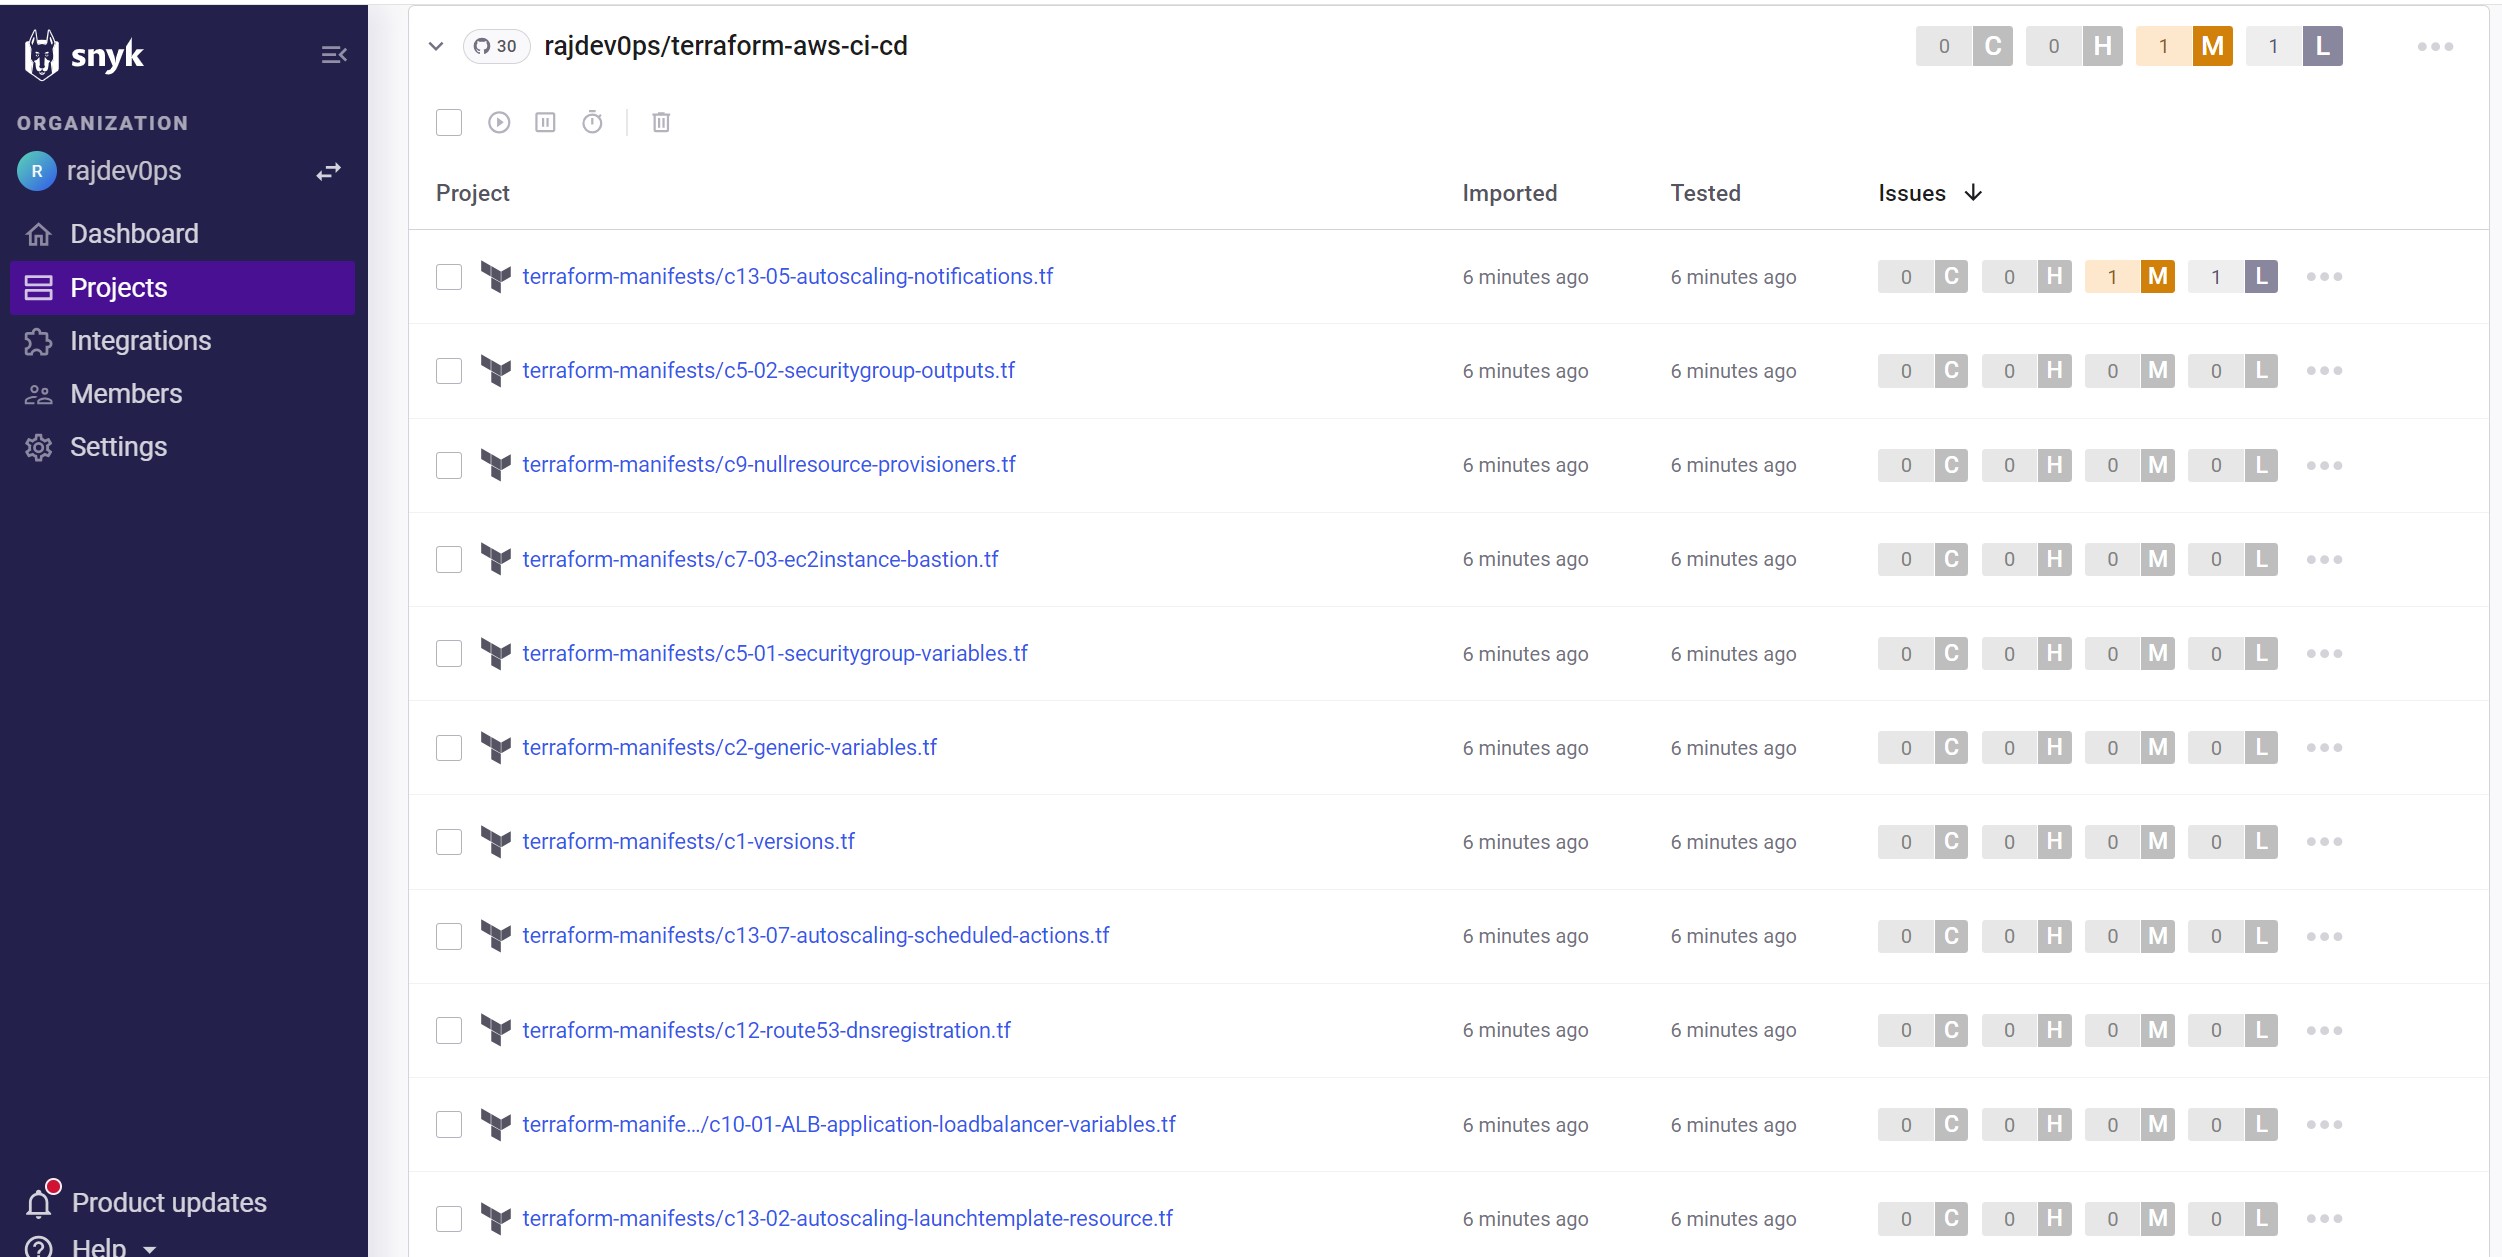 snyk
ORGANIZATION
R rajdev0ps
Dashboard
Projects
Integrations
Members
Settings
Product updates
Help
30 rajdev0ps/terraform-aws-ci-cd 0 C 0 H 1 M 1 L
Project Imported Tested Issues
terraform-manifests/c13-05-autoscaling-notifications.tf 6 minutes ago 6 minutes ago 0 C 0 H 1 M 1 L
terraform-manifests/c5-02-securitygroup-outputs.tf 6 minutes ago 6 minutes ago 0 C 0 H 0 M 0 L
terraform-manifests/c9-nullresource-provisioners.tf 6 minutes ago 6 minutes ago 0 C 0 H 0 M 0 L
terraform-manifests/c7-03-ec2instance-bastion.tf 6 minutes ago 6 minutes ago 0 C 0 H 0 M 0 L
terraform-manifests/c5-01-securitygroup-variables.tf 6 minutes ago 6 minutes ago 0 C 0 H 0 M 0 L
terraform-manifests/c2-generic-variables.tf 6 minutes ago 6 minutes ago 0 C 0 H 0 M 0 L
terraform-manifests/c1-versions.tf 6 minutes ago 6 minutes ago 0 C 0 H 0 M 0 L
terraform-manifests/c13-07-autoscaling-scheduled-actions.tf 6 minutes ago 6 minutes ago 0 C 0 H 0 M 0 L
terraform-manifests/c12-route53-dnsregistration.tf 6 minutes ago 6 minutes ago 0 C 0 H 0 M 0 L
terraform-manife.../c10-01-ALB-application-loadbalancer-variables.tf 6 minutes ago 6 minutes ago 0 C 0 H 0 M 0 L
terraform-manifests/c13-02-autoscaling-launchtemplate-resource.tf 6 minutes ago 6 minutes ago 0 C 0 H 0 M 0 L